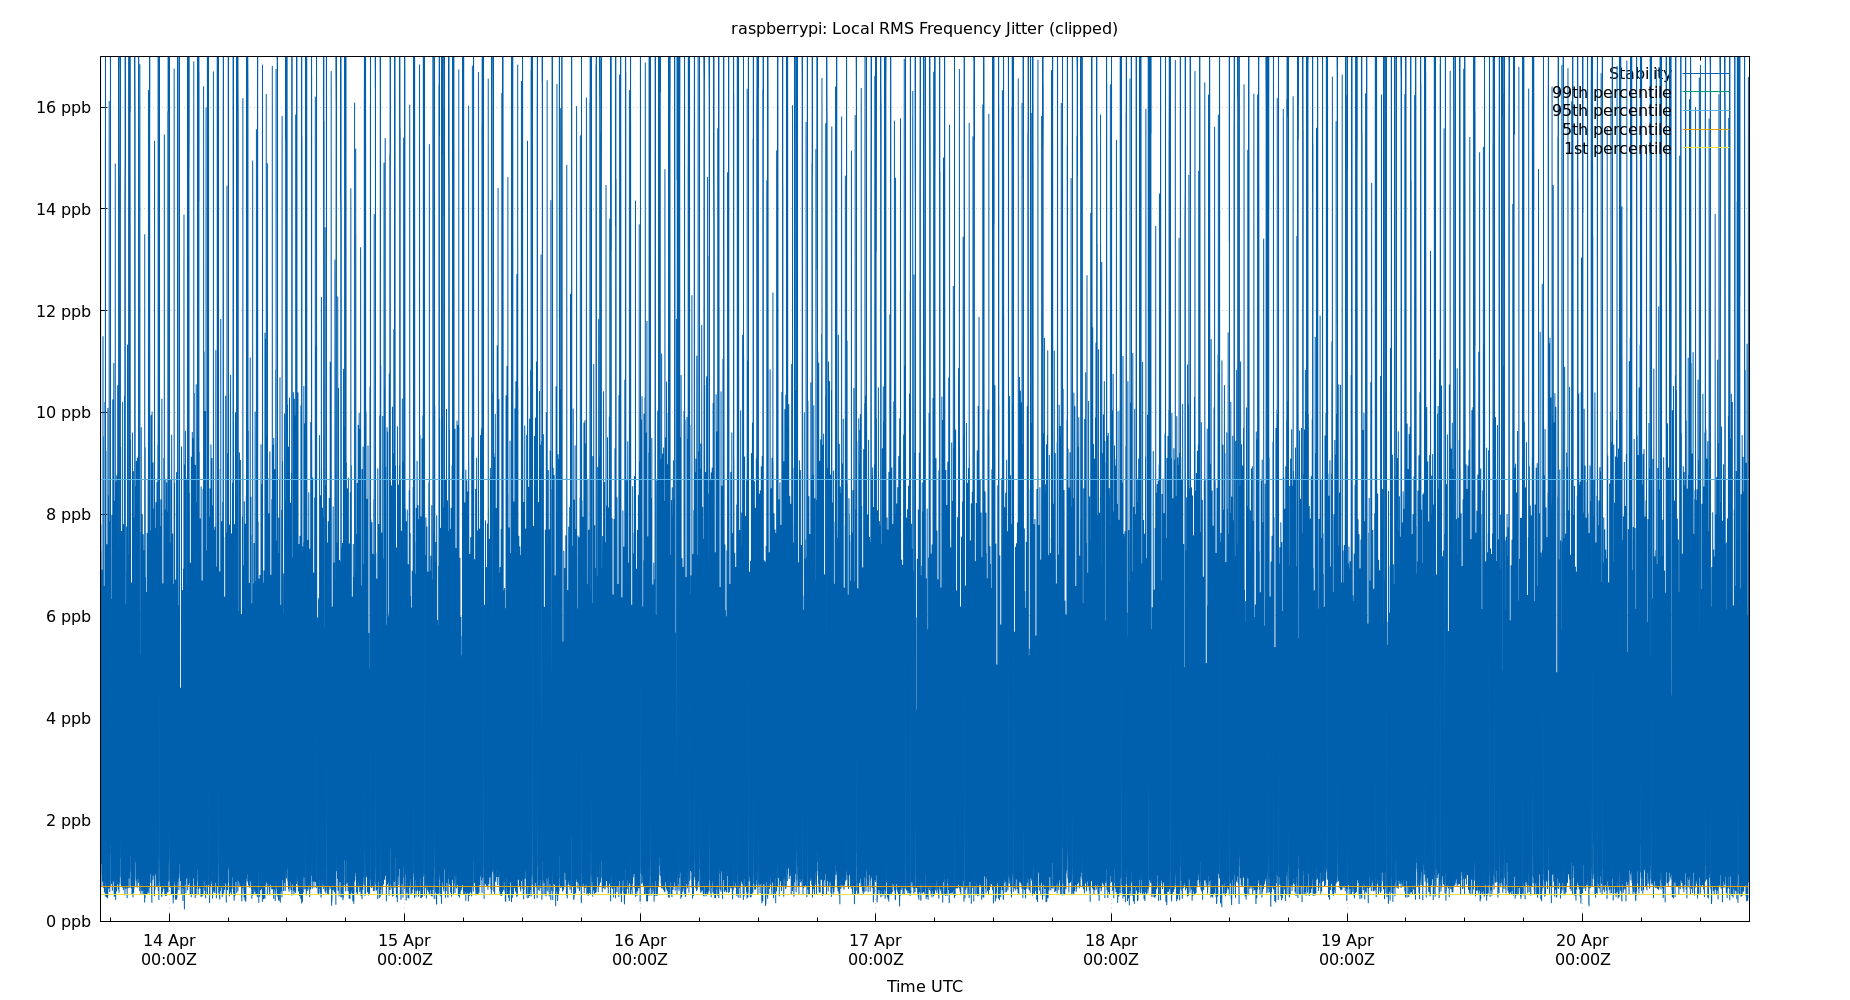 raspberrypi: Local RMS Frequency Jitter (clipped)
Stability
99th percentile
95th percentile
5th percentile
1st percentile
16 ppb
14 ppb
12 ppb
10 ppb
8 ppb
6 ppb
4 ppb
2 ppb
0 ppb
14 Apr 15 Apr 16 Apr 17 Apr 18 Apr 19 Apr 20 Apr
00:00Z 00:00Z 00:00Z 00:00Z 00:00Z 00:00Z 00:00Z
Time UTC